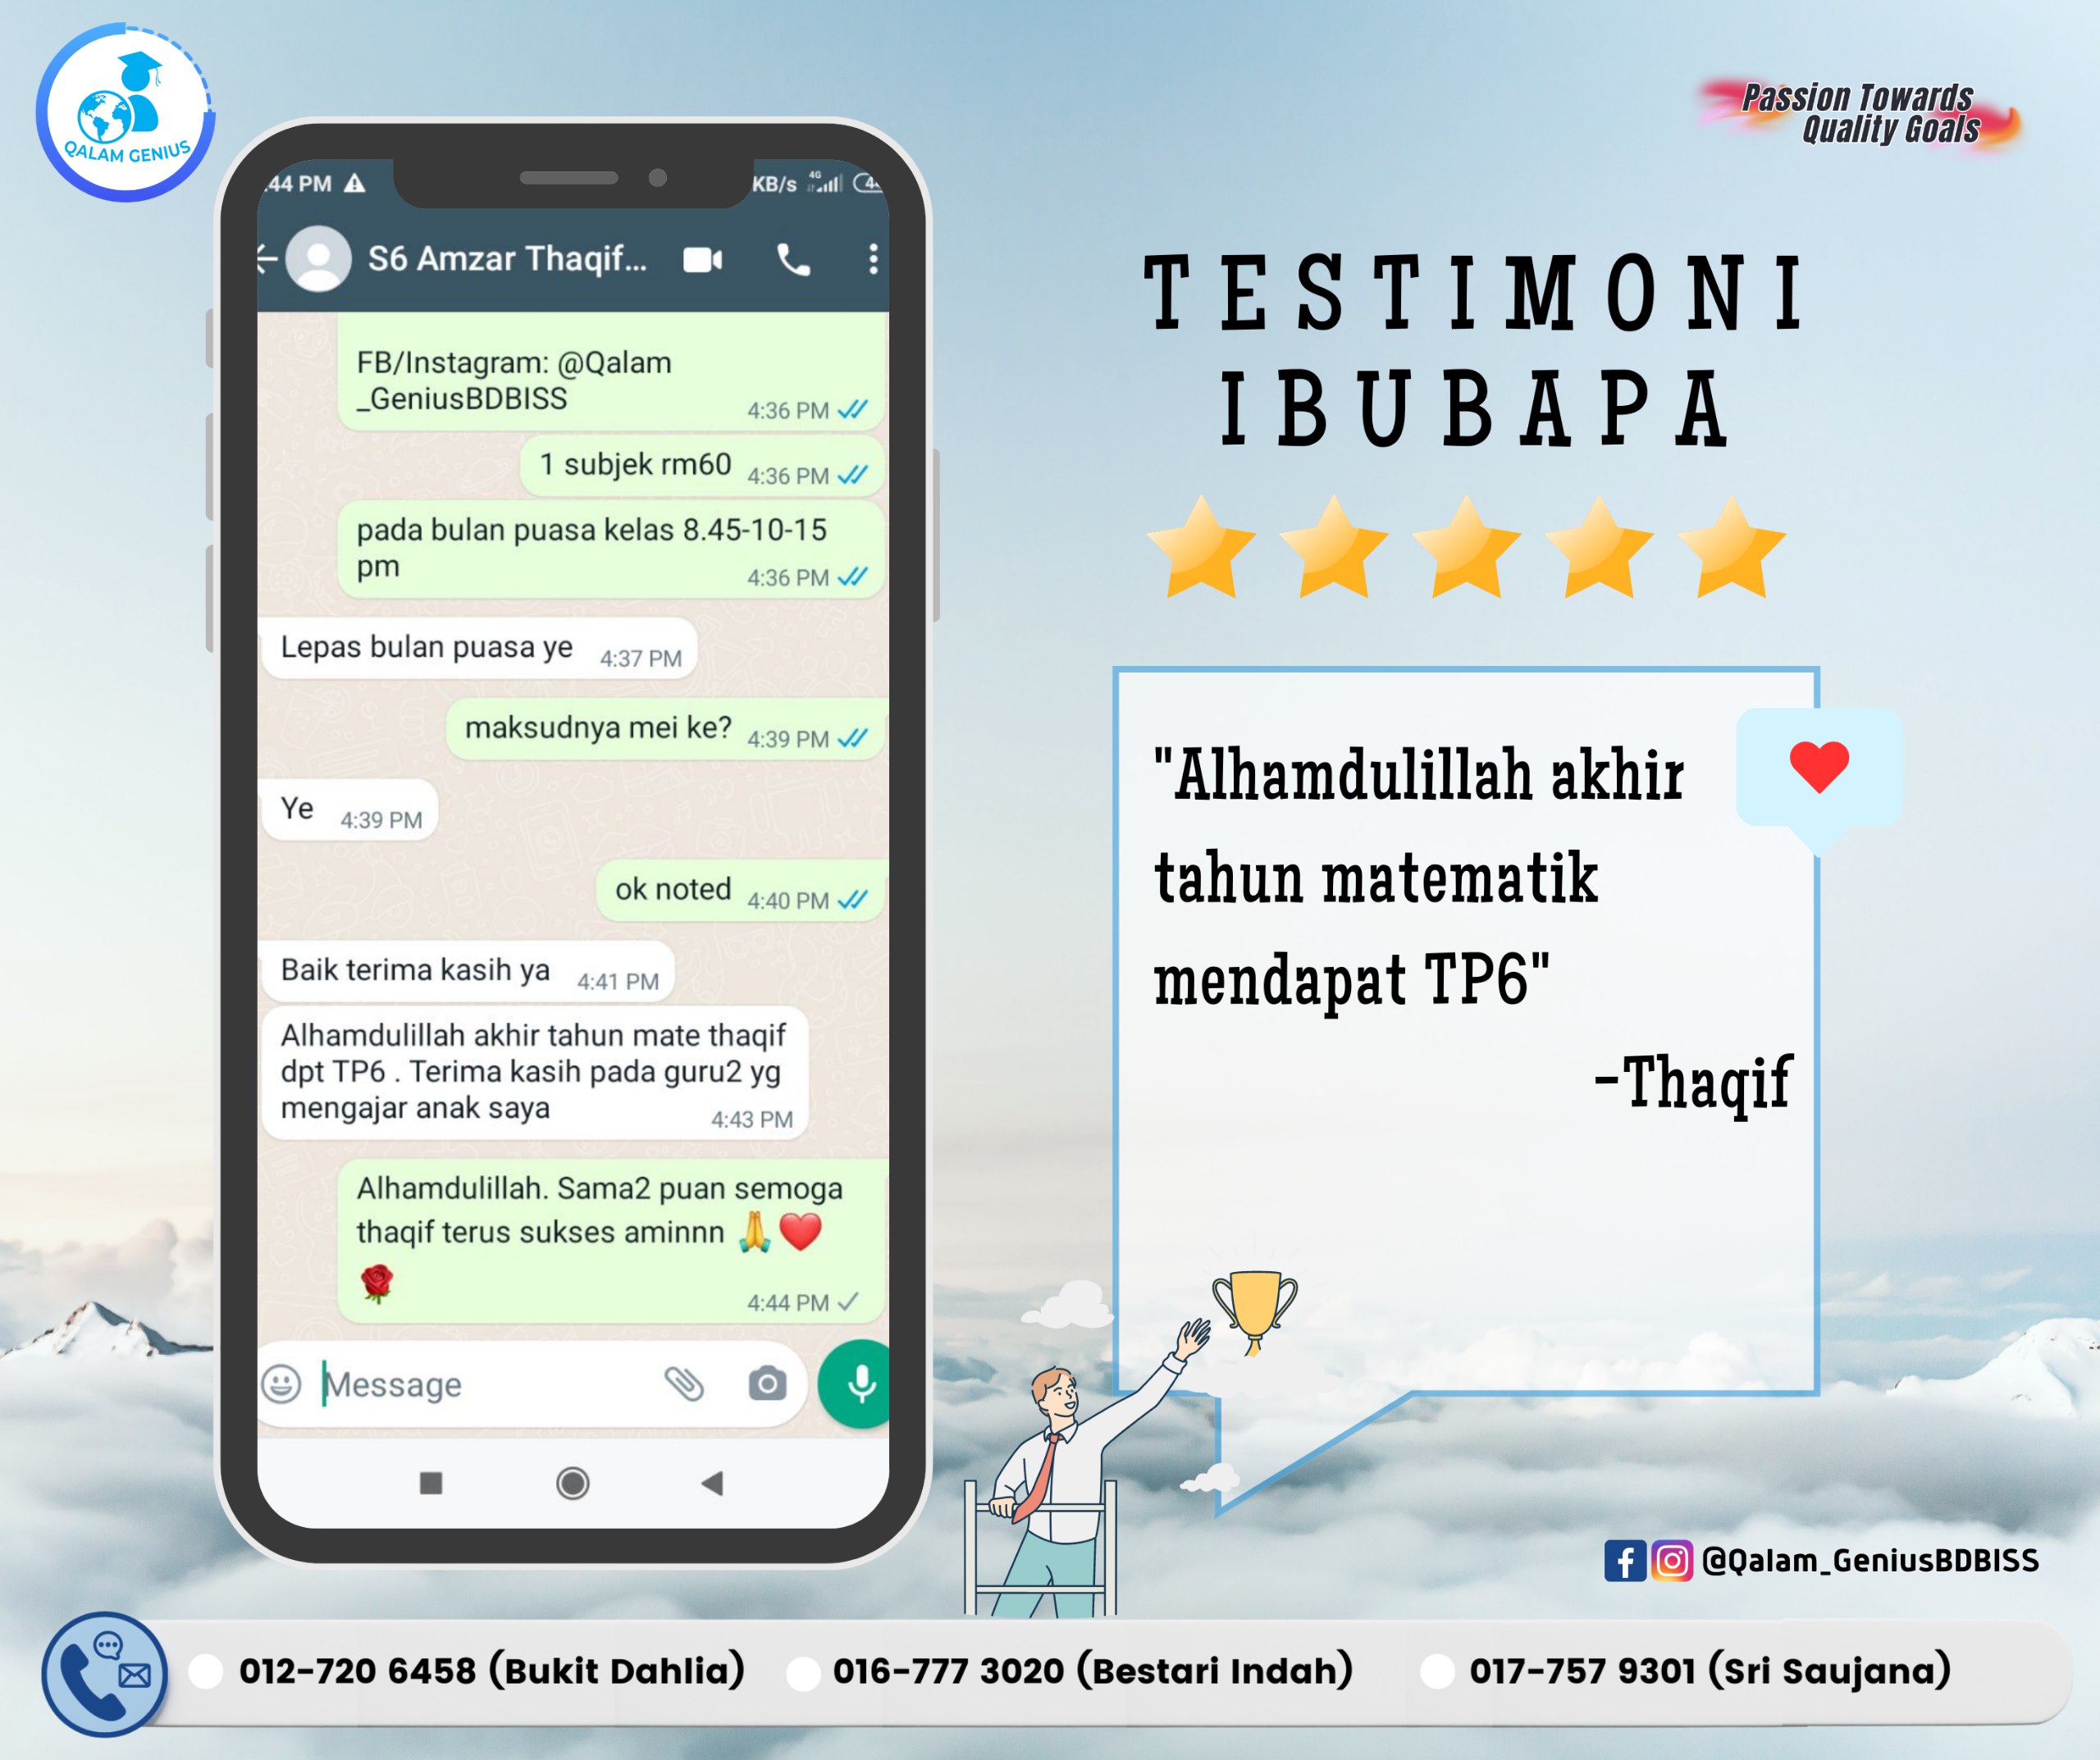 QALAM GENIUS
Passion Towards
Quality Goals
:44 PM
KB/s 4G
S6 Amzar Thaqif...
FB/Instagram: @Qalam
_GeniusBDBISS
4:36 PM
1 subjek rm60 4:36 PM
pada bulan puasa kelas 8.45-10-15
pm
4:36 PM
Lepas bulan puasa ye 4:37 PM
maksudnya mei ke? 4:39 PM
Ye 4:39 PM
ok noted 4:40 PM
Baik terima kasih ya 4:41 PM
Alhamdulillah akhir tahun mate thaqif
dpt TP6 . Terima kasih pada guru2 yg
mengajar anak saya 4:43 PM
Alhamdulillah. Sama2 puan semoga
thaqif terus sukses aminnn 🙏❤️
🌹
4:44 PM
Message
TESTIMONI
IBUBAPA
"Alhamdulillah akhir
tahun matematik
mendapat TP6"
-Thaqif
@Qalam_GeniusBDBISS
012-720 6458 (Bukit Dahlia)
016-777 3020 (Bestari Indah)
017-757 9301 (Sri Saujana)